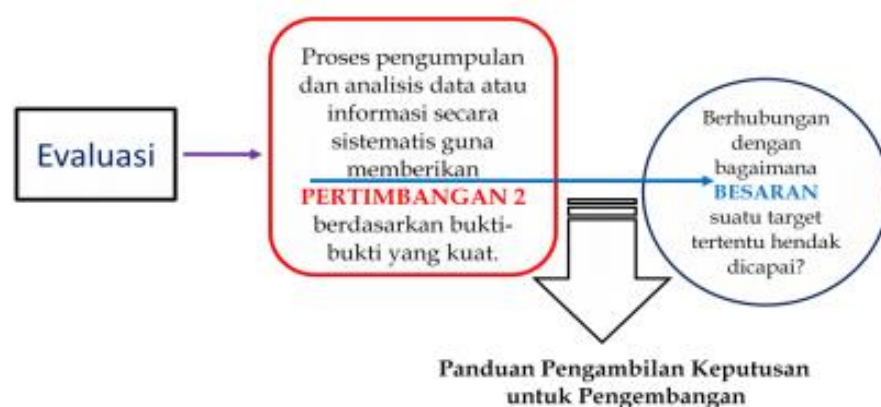 Evaluasi
Proses pengumpulan
dan analisis data atau
informasi secara
sistematis guna
memberikan
PERTIMBANGAN 2
berdasarkan bukti-
bukti yang kuat.
Berhubungan
dengan
bagaimana
BESARAN
suatu target
tertentu hendak
dicapai?
Panduan Pengambilan Keputusan
untuk Pengembangan